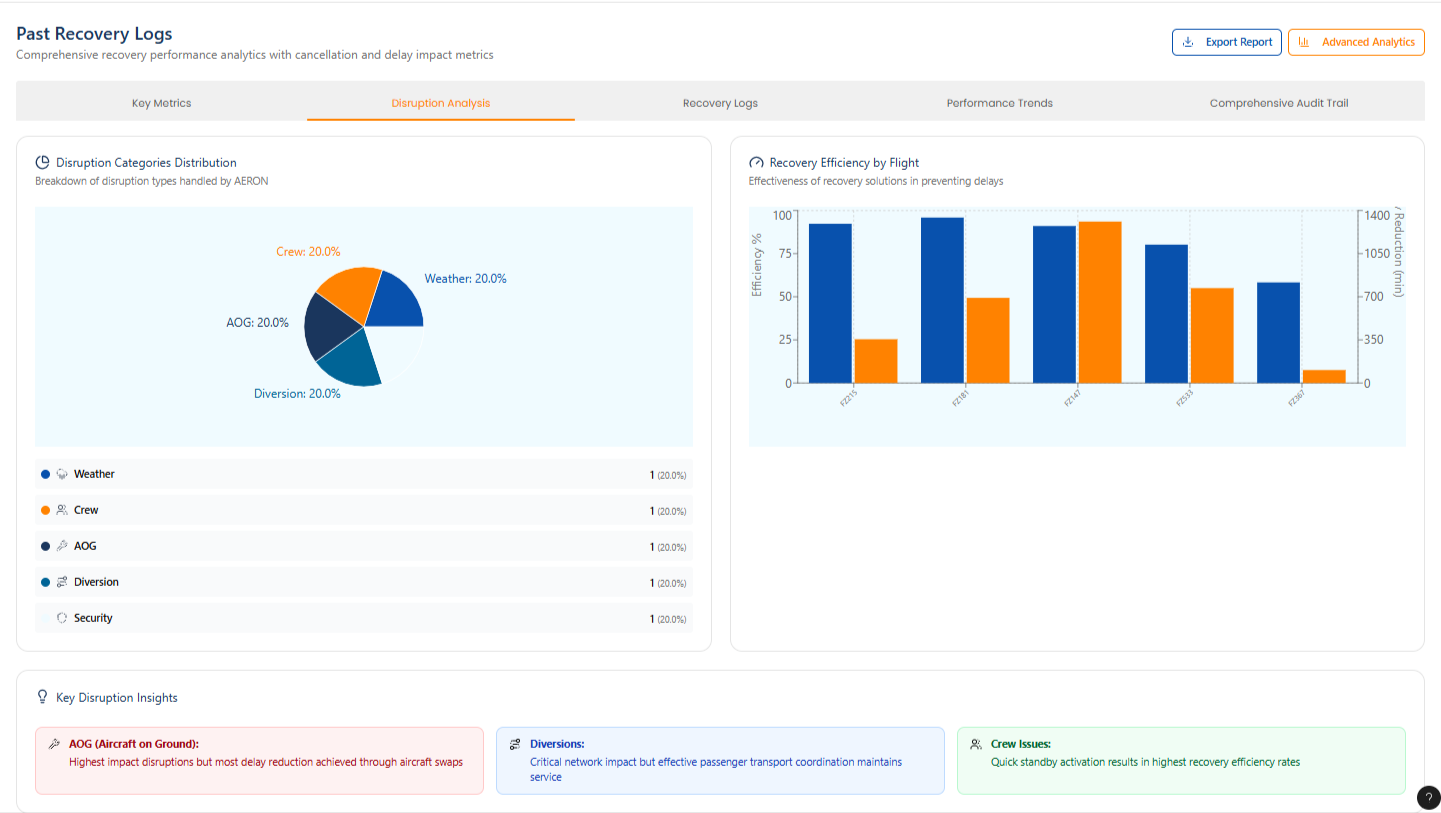 Past Recovery Logs
Comprehensive recovery performance analytics with cancellation and delay impact metrics
Export Report
Advanced Analytics
Key Metrics
Disruption Analysis
Recovery Logs
Performance Trends
Comprehensive Audit Trail
Disruption Categories Distribution
Breakdown of disruption types handled by AERON
Crew: 20.0%
Weather: 20.0%
AOG: 20.0%
Diversion: 20.0%
Weather 1 (20.0%)
Crew 1 (20.0%)
AOG 1 (20.0%)
Diversion 1 (20.0%)
Security 1 (20.0%)
Recovery Efficiency by Flight
Effectiveness of recovery solutions in preventing delays
Efficiency %
100
75
50
25
0
1400
1050
700
350
0
Reduction (min)
FZ215
FZ181
FZ147
FZ533
FZ367
Key Disruption Insights
AOG (Aircraft on Ground):
Highest impact disruptions but most delay reduction achieved through aircraft swaps
Diversions:
Critical network impact but effective passenger transport coordination maintains
service
Crew Issues:
Quick standby activation results in highest recovery efficiency rates
?